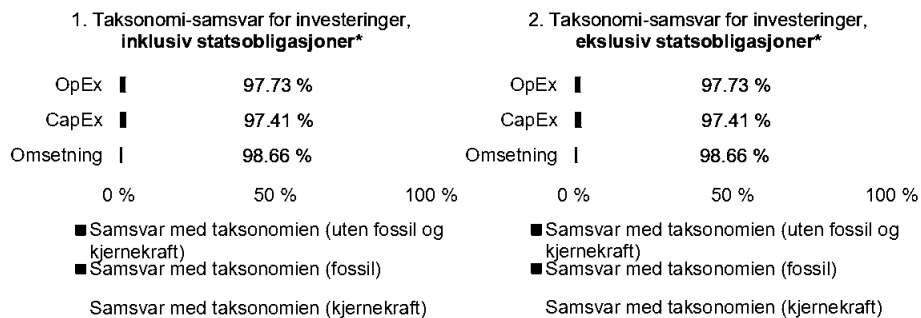 1. Taksonomi-samsvar for investeringer,
inklusiv statsobligasjoner*
OpEx 97.73 %
CapEx 97.41 %
Omsetning 98.66 %
0 % 50 % 100 %
Samsvar med taksonomien (uten fossil og
kjernekraft)
Samsvar med taksonomien (fossil)
Samsvar med taksonomien (kjernekraft)
2. Taksonomi-samsvar for investeringer,
ekslusiv statsobligasjoner*
OpEx 97.73 %
CapEx 97.41 %
Omsetning 98.66 %
0 % 50 % 100 %
Samsvar med taksonomien (uten fossil og
kjernekraft)
Samsvar med taksonomien (fossil)
Samsvar med taksonomien (kjernekraft)